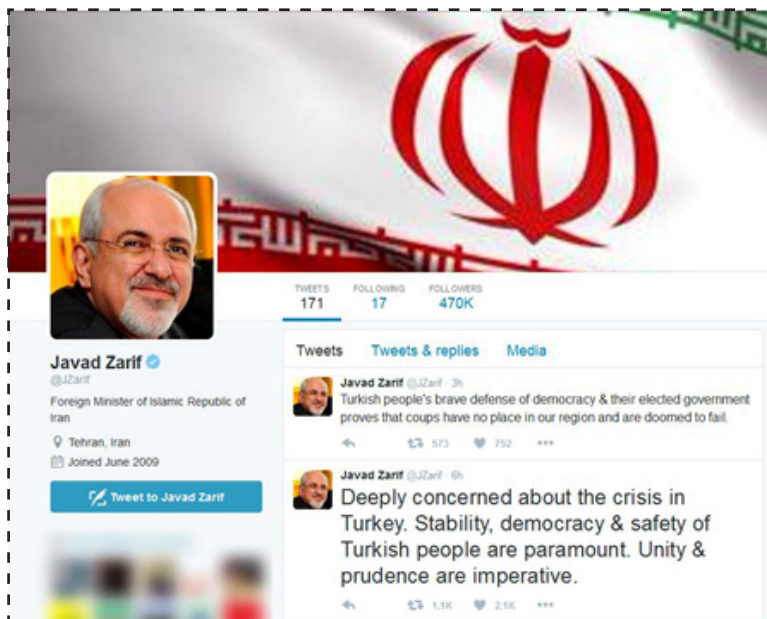 TWEETS FOLLOWING FOLLOWERS
171 17 470K
Javad Zarif
@JZarif
Foreign Minister of Islamic Republic of
Iran
Tehran, Iran
Joined June 2009
Tweet to Javad Zarif
Tweets Tweets & replies Media
Javad Zarif @JZarif · 3h
Turkish people's brave defense of democracy & their elected government
proves that coups have no place in our region and are doomed to fail.
573 752
Javad Zarif @JZarif · 6h
Deeply concerned about the crisis in
Turkey. Stability, democracy & safety of
Turkish people are paramount. Unity &
prudence are imperative.
1.1K 2.1K